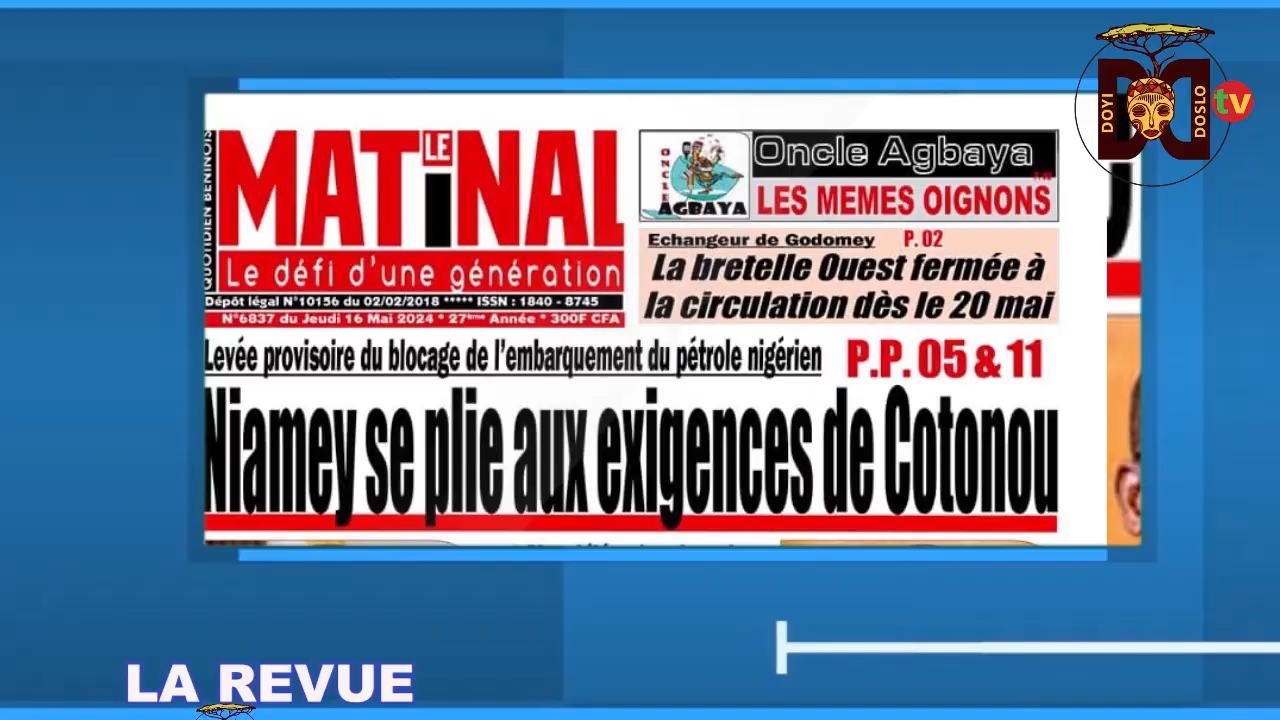 DOYI
DOSLO
tv
QUOTIDIEN BENINOIS
LE
MATiNAL
Le défi d'une génération
Dépôt légal N°10156 du 02/02/2018 ***** ISSN : 1840 - 8745
N°6837 du Jeudi 16 Mai 2024 * 27ème Année * 300F CFA
ONCLE
AGBAYA
Oncle Agbaya
LES MEMES OIGNONS
Echangeur de Godomey P.02
La bretelle Ouest fermée à
la circulation dès le 20 mai
Levée provisoire du blocage de l'embarquement du pétrole nigérien P.P. 05 & 11
Niamey se plie aux exigences de Cotonou
LA REVUE